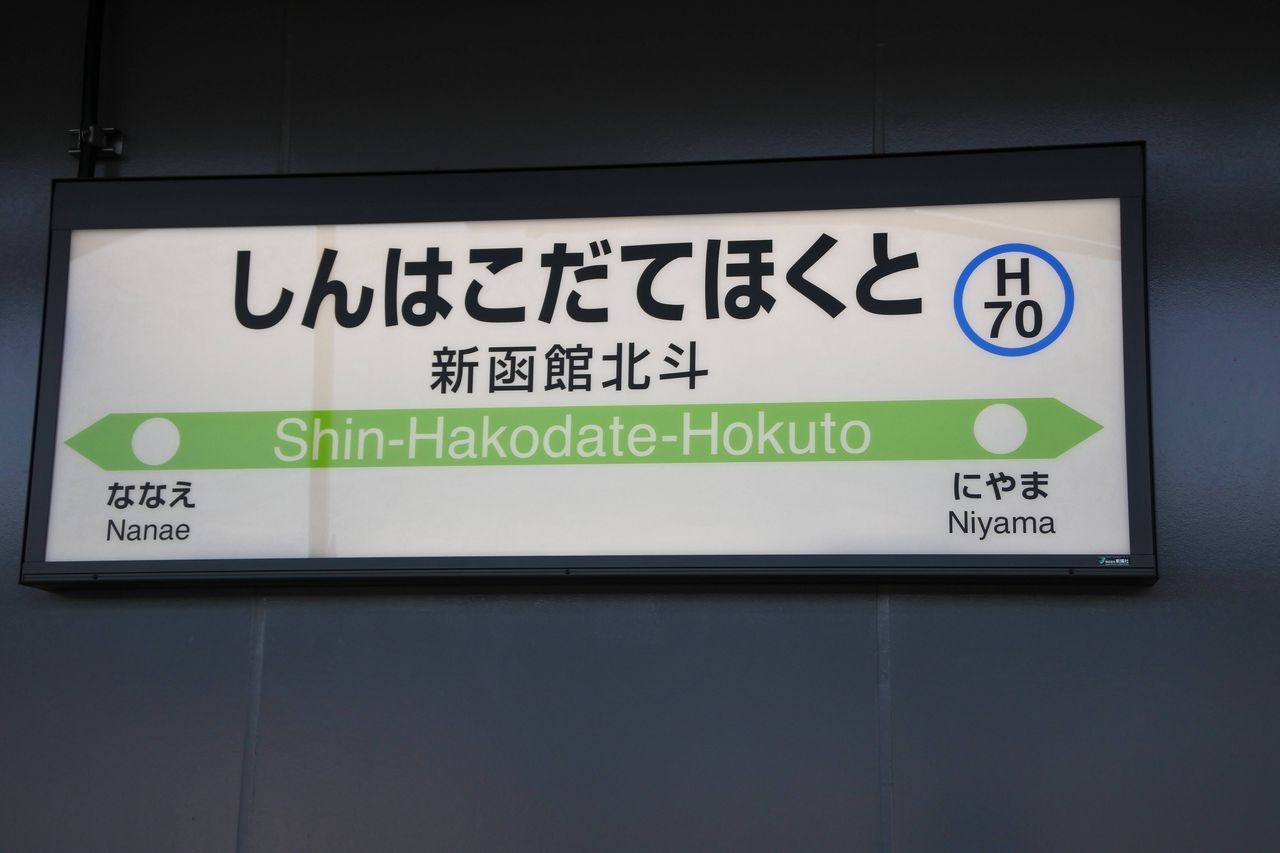 しんはこだてほくと
H
70
新函館北斗
Shin-Hakodate-Hokuto
ななえ
Nanae
にやま
Niyama